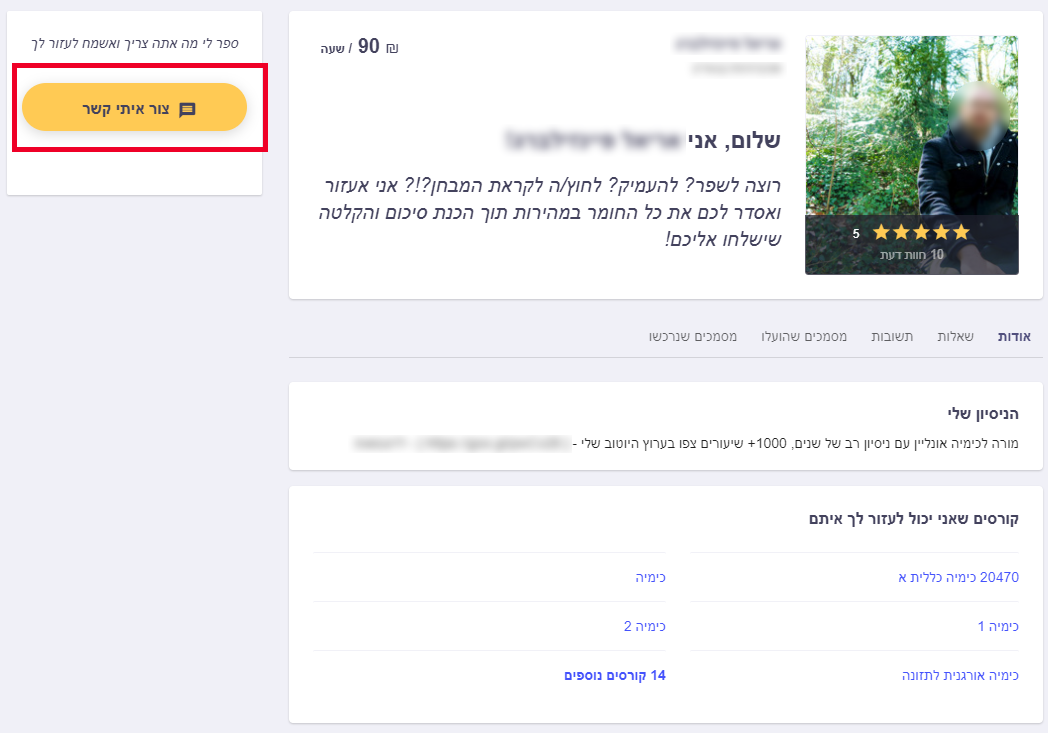 ספר לי מה אתה צריך ואשמח לעזור לך
צור איתי קשר
₪ 90 / שעה
שלום, אני
רוצה לשפר? להעמיק? לחוץ/ה לקראת המבחן?!? אני אעזור
ואסדר לכם את כל החומר במהירות תוך הכנת סיכום והקלטה
שישלחו אליכם!
5
10 חוות דעת
אודות
שאלות
תשובות
מסמכים שהועלו
מסמכים שנרכשו
הניסיון שלי
מורה לכימיה אונליין עם ניסיון רב של שנים, 1000+ שיעורים צפו בערוץ היוטוב שלי -
קורסים שאני יכול לעזור לך איתם
20470 כימיה כללית א
כימיה
כימיה 1
כימיה 2
כימיה אורגנית לתזונה
14 קורסים נוספים